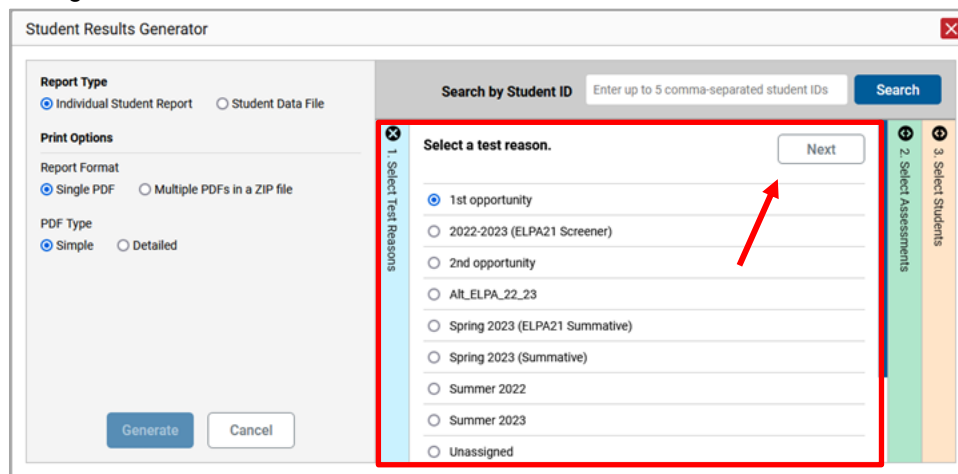 Student Results Generator
Report Type
Individual Student Report Student Data File
Print Options
Report Format
Single PDF Multiple PDFs in a ZIP file
PDF Type
Simple Detailed
Generate Cancel
Search by Student ID Enter up to 5 comma-separated student IDs Search
1. Select Test Reasons
Select a test reason. Next
1st opportunity
2022-2023 (ELPA21 Screener)
2nd opportunity
Alt_ELPA_22_23
Spring 2023 (ELPA21 Summative)
Spring 2023 (Summative)
Summer 2022
Summer 2023
Unassigned
2. Select Assessments
3. Select Students